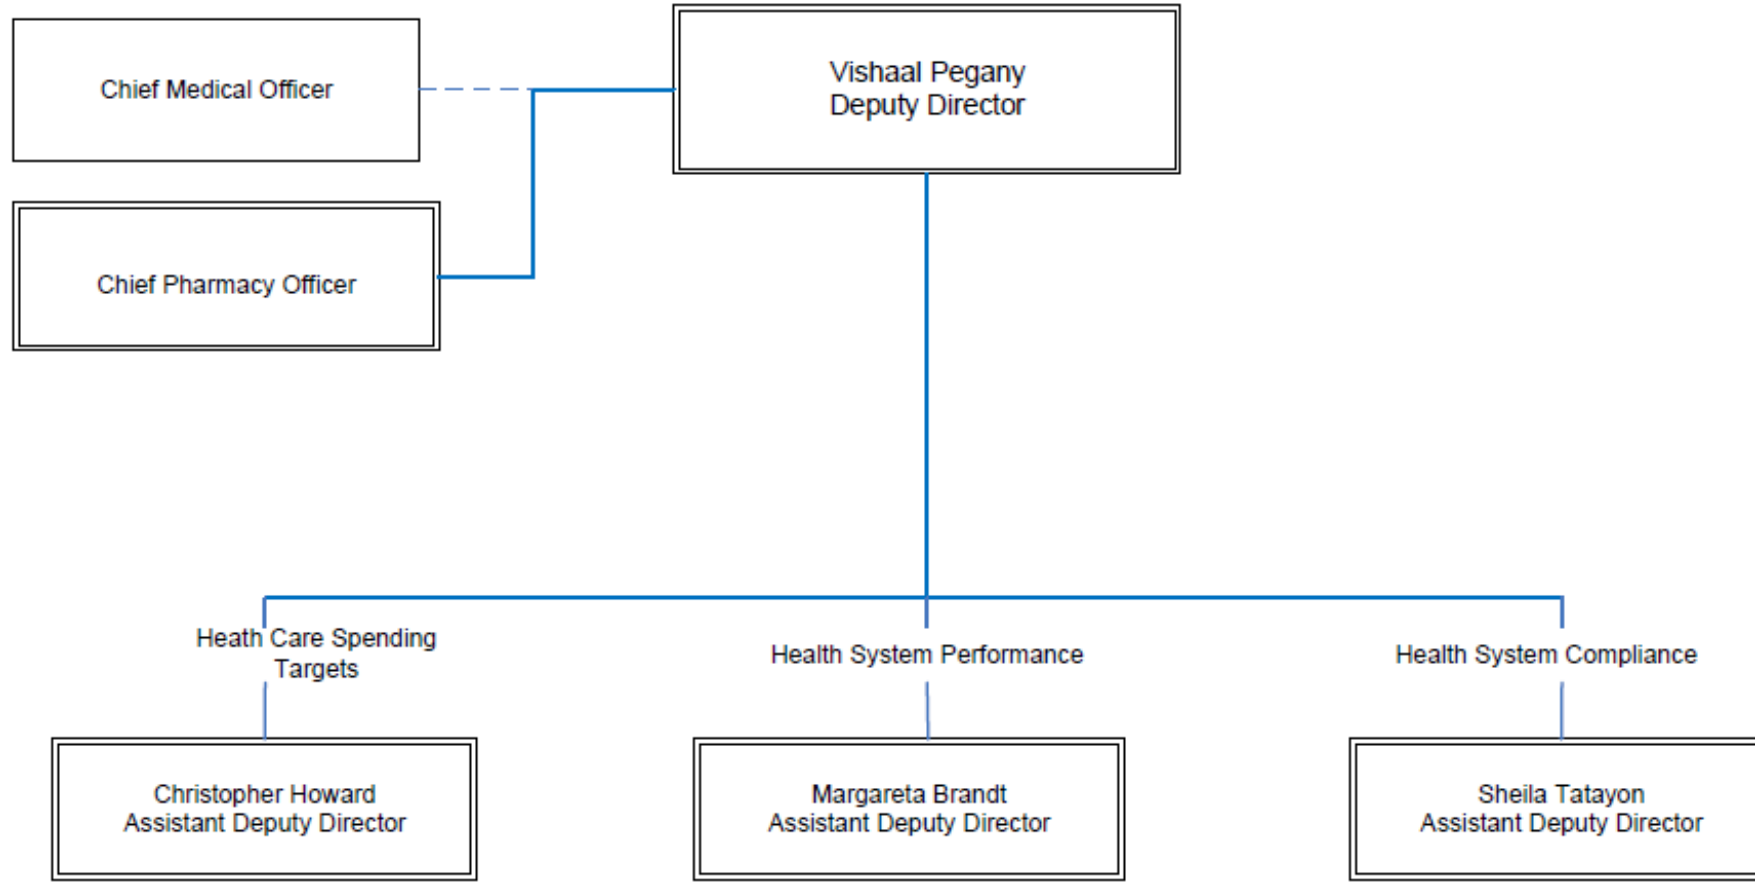 Chief Medical Officer
Vishaal Pegany
Deputy Director
Chief Pharmacy Officer
Heath Care Spending
Targets
Health System Performance
Health System Compliance
Christopher Howard
Assistant Deputy Director
Margareta Brandt
Assistant Deputy Director
Sheila Tatayon
Assistant Deputy Director